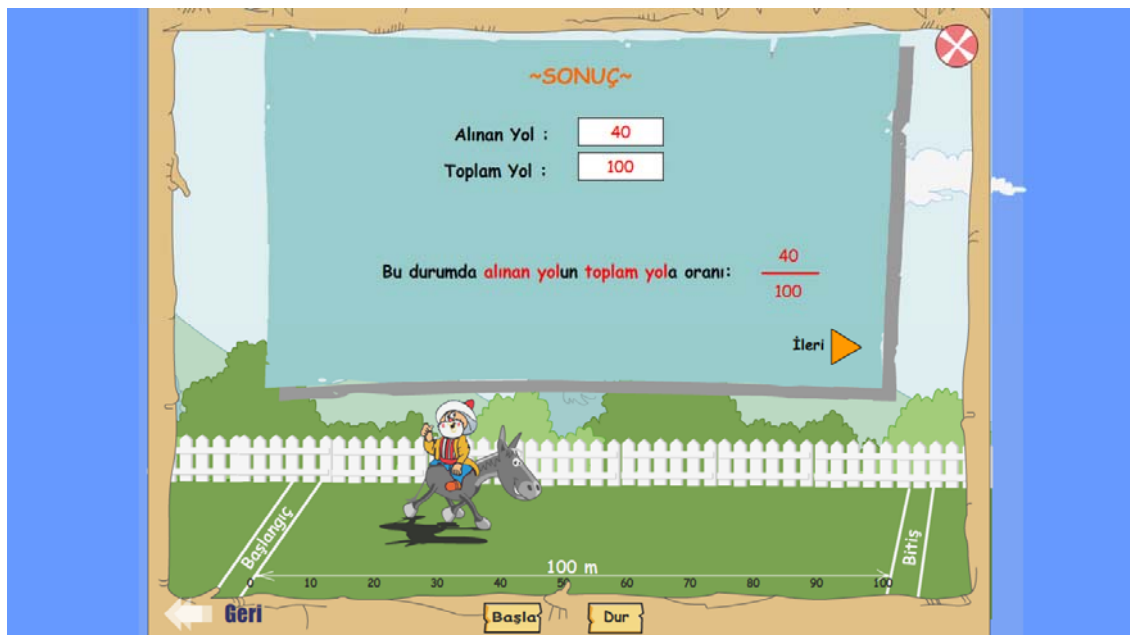 ~SONUÇ~
Alınan Yol : 40
Toplam Yol : 100
Bu durumda alınan yolun toplam yola oranı: 40
100
İleri
Başlangıç
Bitiş
100 m
0 10 20 30 40 50 60 70 80 90 100
Geri
Başla
Dur